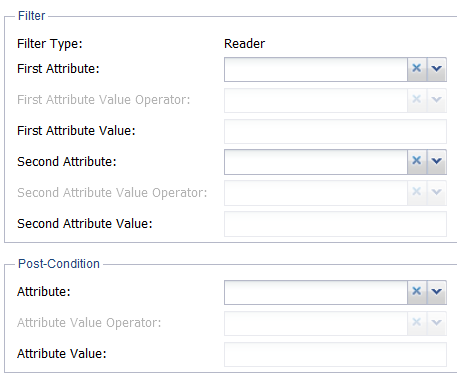 Filter
Filter Type: Reader
First Attribute:
First Attribute Value Operator:
First Attribute Value:
Second Attribute:
Second Attribute Value Operator:
Second Attribute Value:
Post-Condition
Attribute:
Attribute Value Operator:
Attribute Value: